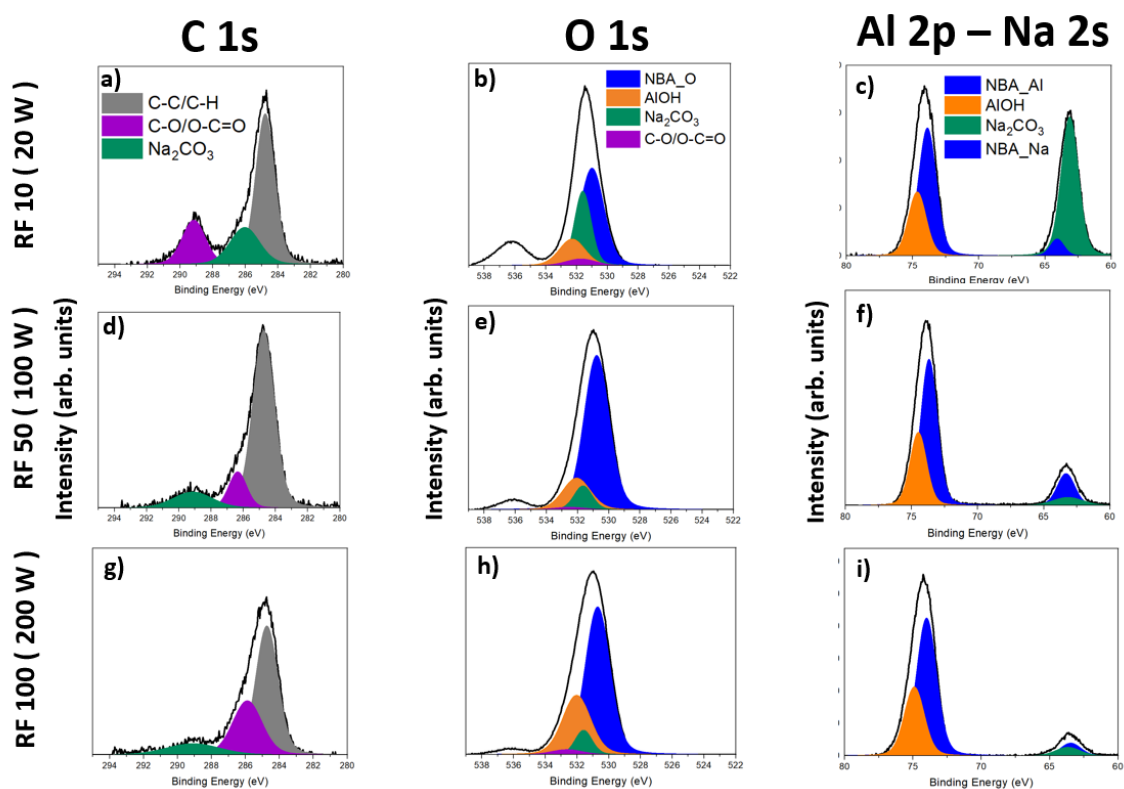 C 1s
O 1s
Al 2p – Na 2s
RF 10 ( 20 W )
a)
C-C/C-H
C-O/O-C=O
Na₂CO₃
294 292 290 288 286 284 282 280
Binding Energy (eV)
b)
NBA_O
AlOH
Na₂CO₃
C-O/O-C=O
538 536 534 532 530 528 526 524 522
Binding Energy (eV)
c)
NBA_Al
AlOH
Na₂CO₃
NBA_Na
80 75 70 65 60
Binding Energy (eV)
RF 50 ( 100 W )
Intensity (arb. units)
d)
294 292 290 288 286 284 282 280
Binding Energy (eV)
Intensity (arb. units)
e)
538 536 534 532 530 528 526 524 522
Binding Energy (eV)
Intensity (arb. units)
f)
80 75 70 65 60
Binding Energy (eV)
RF 100 ( 200 W )
g)
294 292 290 288 286 284 282 280
Binding Energy (eV)
h)
538 536 534 532 530 528 526 524 522
Binding Energy (eV)
i)
80 75 70 65 60
Binding Energy (eV)